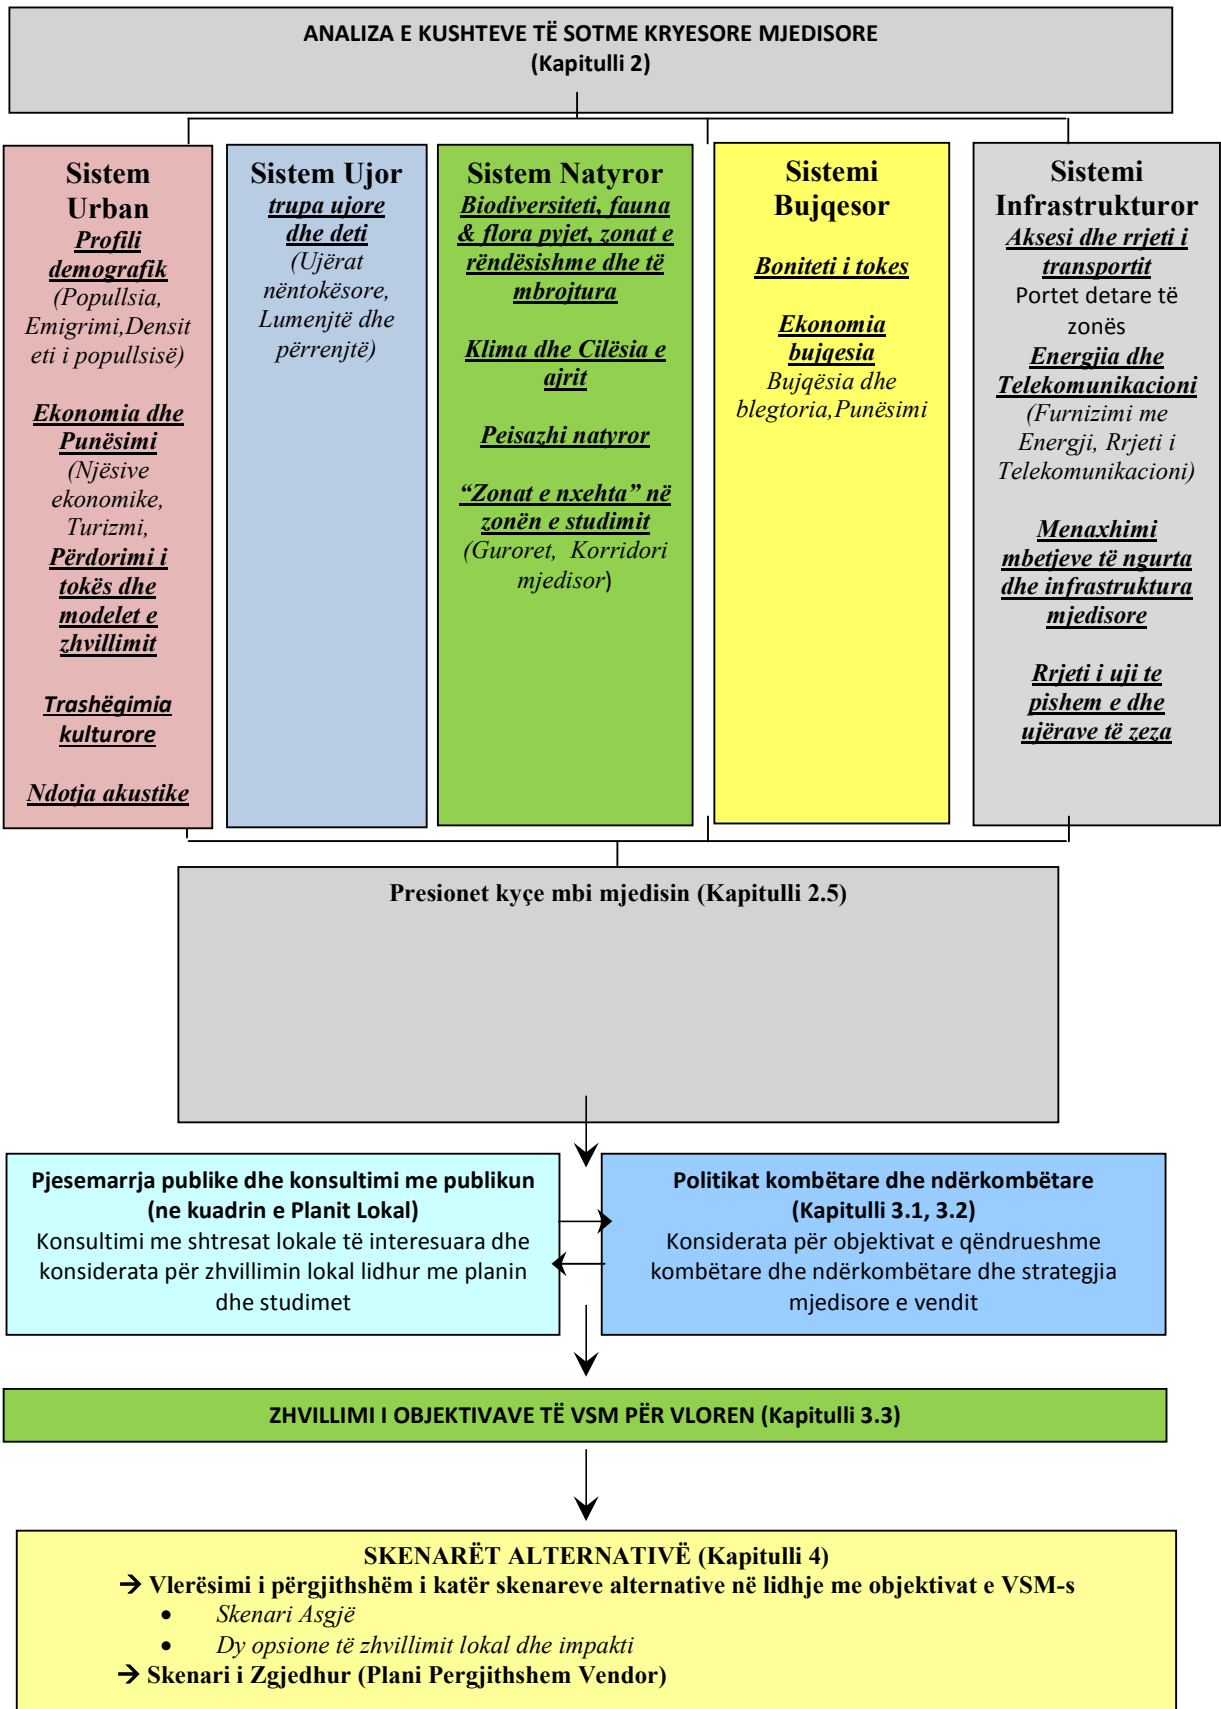 ANALIZA E KUSHTEVE TË SOTME KRYESORE MJEDISORE
(Kapitulli 2)
Sistem
Urban
Profili
demografik
(Popullsia,
Emigrimi,Densit
eti i popullsisë)
Ekonomia dhe
Punësimi
(Njësive
ekonomike,
Turizmi,
Përdorimi i
tokës dhe
modelet e
zhvillimit
Trashëgimia
kulturore
Ndotja akustike
Sistem Ujor
trupa ujore
dhe deti
(Ujërat
nëntokësore,
Lumenjtë dhe
përrenjtë)
Sistem Natyror
Biodiversiteti, fauna
& flora pyjet, zonat e
rëndësishme dhe të
mbrojtura
Klima dhe Cilësia e
ajrit
Peisazhi natyror
“Zonat e nxehta” në
zonën e studimit
(Guroret, Korridori
mjedisor)
Sistemi
Bujqesor
Boniteti i tokes
Ekonomia
bujqesia
Bujqësia dhe
blegtoria,Punësimi
Sistemi
Infrastrukturor
Aksesi dhe rrjeti i
transportit
Portet detare të
zonës
Energjia dhe
Telekomunikacioni
(Furnizimi me
Energji, Rrjeti i
Telekomunikacioni)
Menaxhimi
mbetjeve të ngurta
dhe infrastruktura
mjedisore
Rrjeti i uji te
pishem e dhe
ujërave të zeza
Presionet kyçe mbi mjedisin (Kapitulli 2.5)
Pjesemarrja publike dhe konsultimi me publikun
(ne kuadrin e Planit Lokal)
Konsultimi me shtresat lokale të interesuara dhe
konsiderata për zhvillimin lokal lidhur me planin
dhe studimet
Politikat kombëtare dhe ndërkombëtare
(Kapitulli 3.1, 3.2)
Konsiderata për objektivat e qëndrueshme
kombëtare dhe ndërkombëtare dhe strategjia
mjedisore e vendit
ZHVILLIMI I OBJEKTIVAVE TË VSM PËR VLOREN (Kapitulli 3.3)
SKENARËT ALTERNATIVË (Kapitulli 4)
→ Vlerësimi i përgjithshëm i katër skenareve alternative në lidhje me objektivat e VSM-s
• Skenari Asgjë
• Dy opsione të zhvillimit lokal dhe impakti
→ Skenari i Zgjedhur (Plani Pergjithshem Vendor)